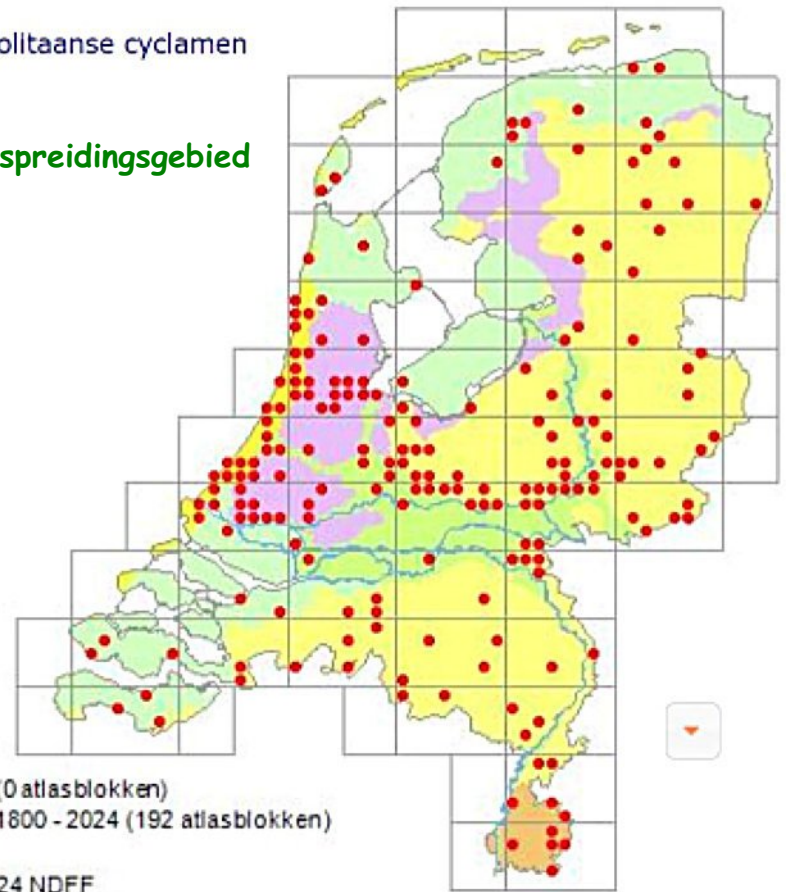 olitaanse cyclamen
spreidingsgebied
(0 atlasblokken)
1800 - 2024 (192 atlasblokken)
24 NDFF